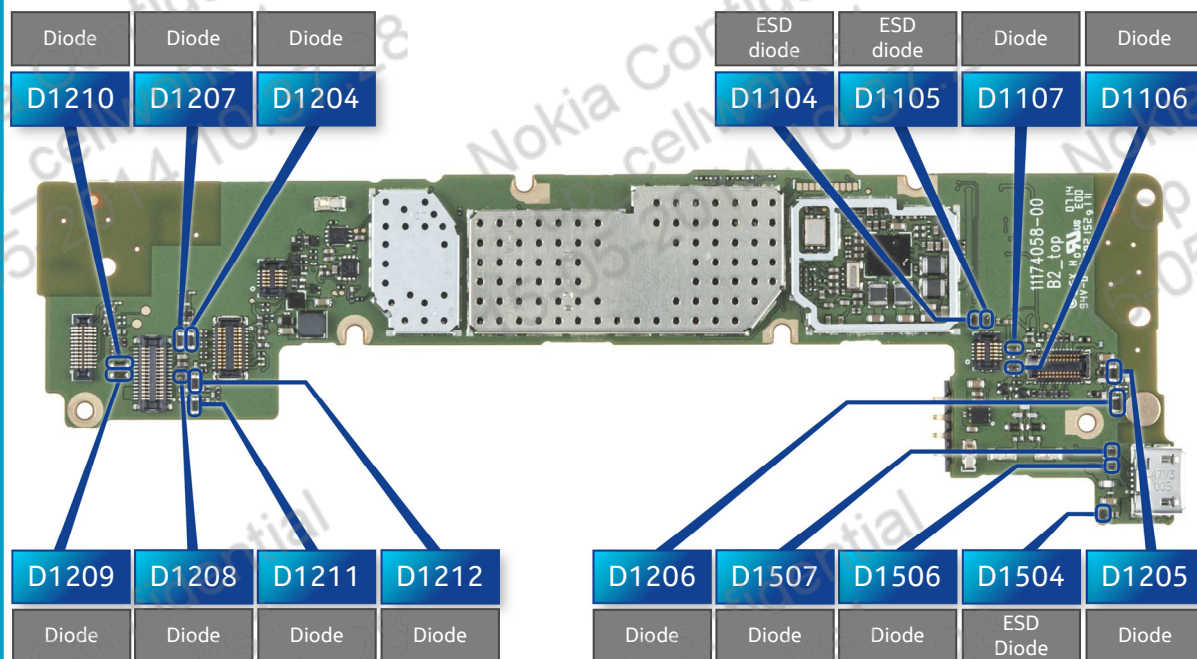 Diode
Diode
Diode
ESD
diode
ESD
diode
Diode
Diode
D1210
D1207
D1204
D1104
D1105
D1107
D1106
Nokia Confidential
11174058-00
B2_top
D1209
D1208
D1211
D1212
D1206
D1507
D1506
D1504
D1205
Diode
Diode
Diode
Diode
Diode
Diode
Diode
ESD
Diode
Diode